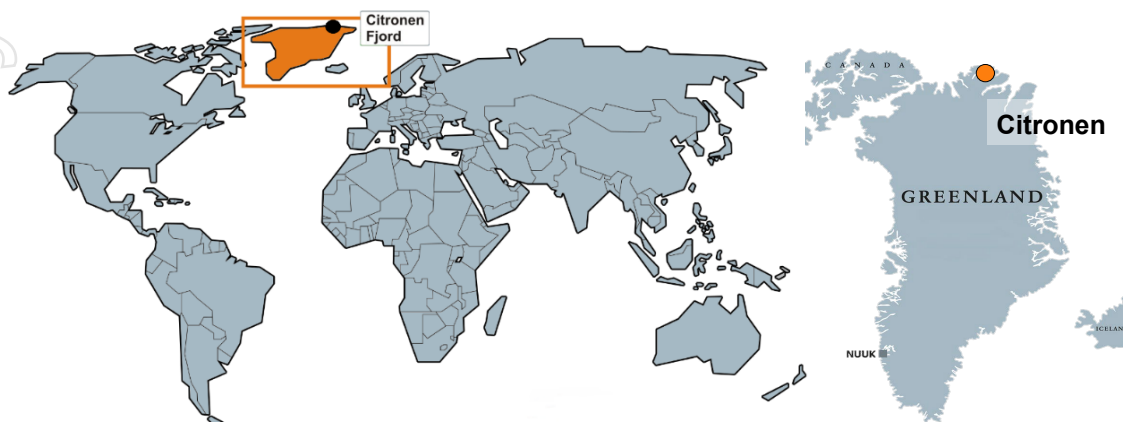 Citronen
Fjord
CANADA
Citronen
GREENLAND
NUUK
ICELAN